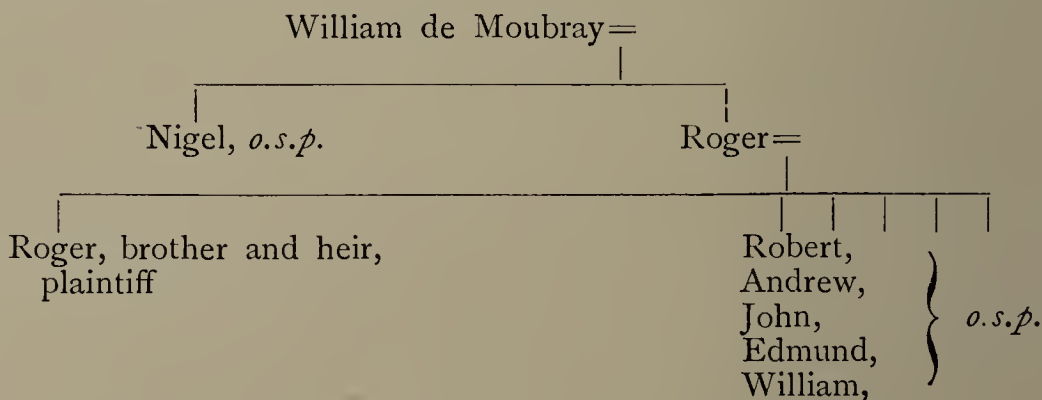 William de Moubray=
Nigel, o.s.p.
Roger=
Roger, brother and heir,
plaintiff
Robert,
Andrew,
John,
Edmund,
William,
o.s.p.